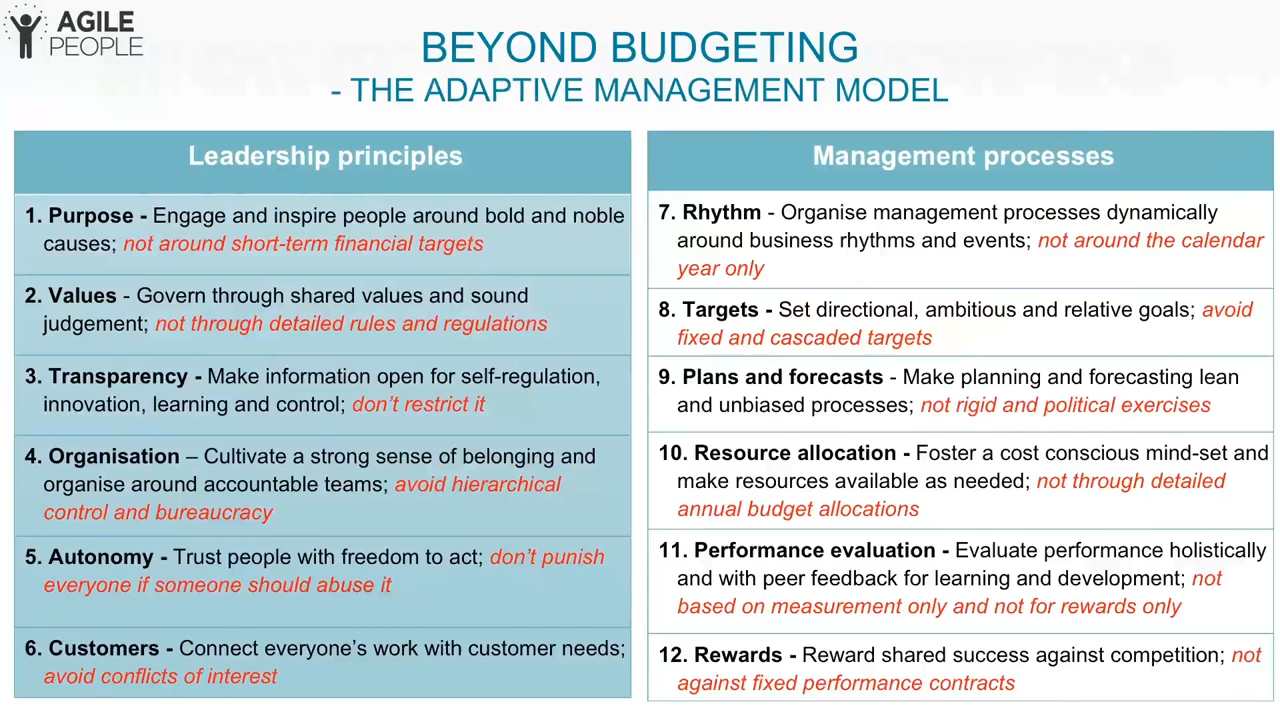 AGILE
PEOPLE
BEYOND BUDGETING
- THE ADAPTIVE MANAGEMENT MODEL
Leadership principles
1. Purpose - Engage and inspire people around bold and noble
causes; not around short-term financial targets
2. Values - Govern through shared values and sound
judgement; not through detailed rules and regulations
3. Transparency - Make information open for self-regulation,
innovation, learning and control; don’t restrict it
4. Organisation – Cultivate a strong sense of belonging and
organise around accountable teams; avoid hierarchical
control and bureaucracy
5. Autonomy - Trust people with freedom to act; don’t punish
everyone if someone should abuse it
6. Customers - Connect everyone’s work with customer needs;
avoid conflicts of interest
Management processes
7. Rhythm - Organise management processes dynamically
around business rhythms and events; not around the calendar
year only
8. Targets - Set directional, ambitious and relative goals; avoid
fixed and cascaded targets
9. Plans and forecasts - Make planning and forecasting lean
and unbiased processes; not rigid and political exercises
10. Resource allocation - Foster a cost conscious mind-set and
make resources available as needed; not through detailed
annual budget allocations
11. Performance evaluation - Evaluate performance holistically
and with peer feedback for learning and development; not
based on measurement only and not for rewards only
12. Rewards - Reward shared success against competition; not
against fixed performance contracts